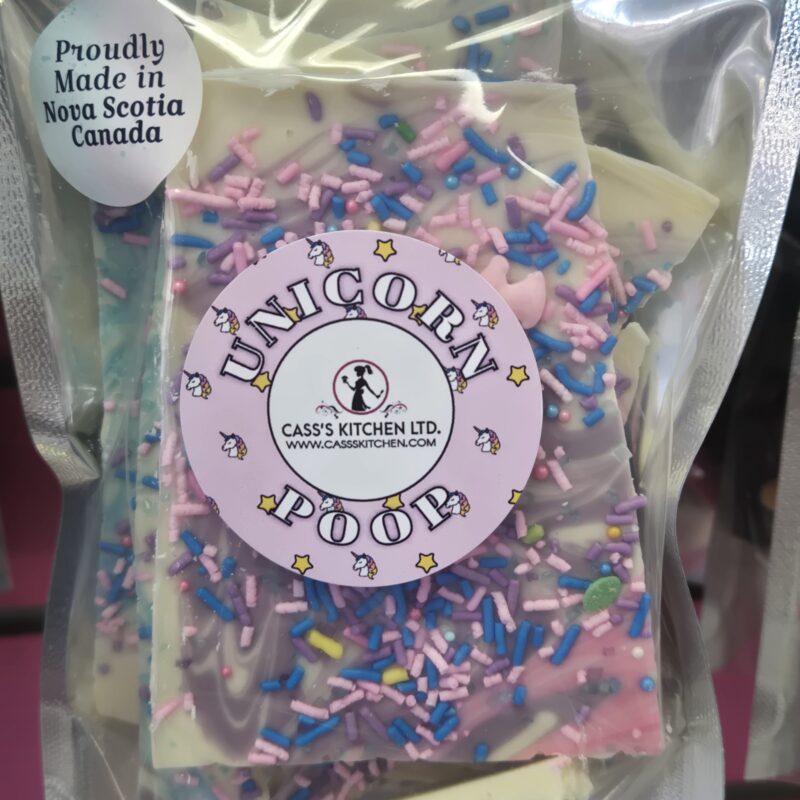 Proudly
Made in
Nova Scotia
Canada
UNICORN
CASS'S KITCHEN LTD.
WWW.CASSSKITCHEN.COM
POOP